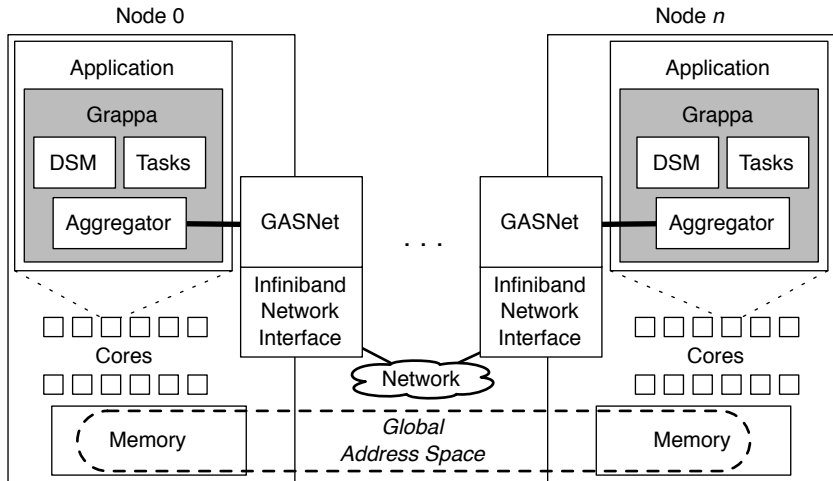 Node 0
Application
Grappa
DSM
Tasks
Aggregator
GASNet
Infiniband
Network
Interface
Cores
Memory
. . .
Network
Global
Address Space
Node n
Application
Grappa
DSM
Tasks
GASNet
Aggregator
Infiniband
Network
Interface
Cores
Memory